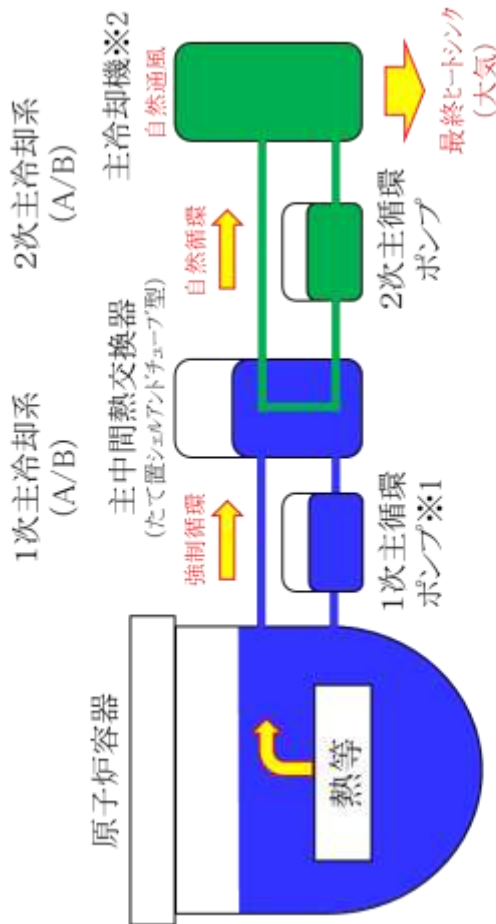 1次主冷却系
(A/B)
2次主冷却系
(A/B)
原子炉容器
主中間熱交換器
(たて置シェルアンドチューブ型)
主冷却機※2
自然通風
強制循環
自然循環
熱等
1次主循環
ポンプ※1
2次主循環
ポンプ
最終ヒートシンク
(大気)